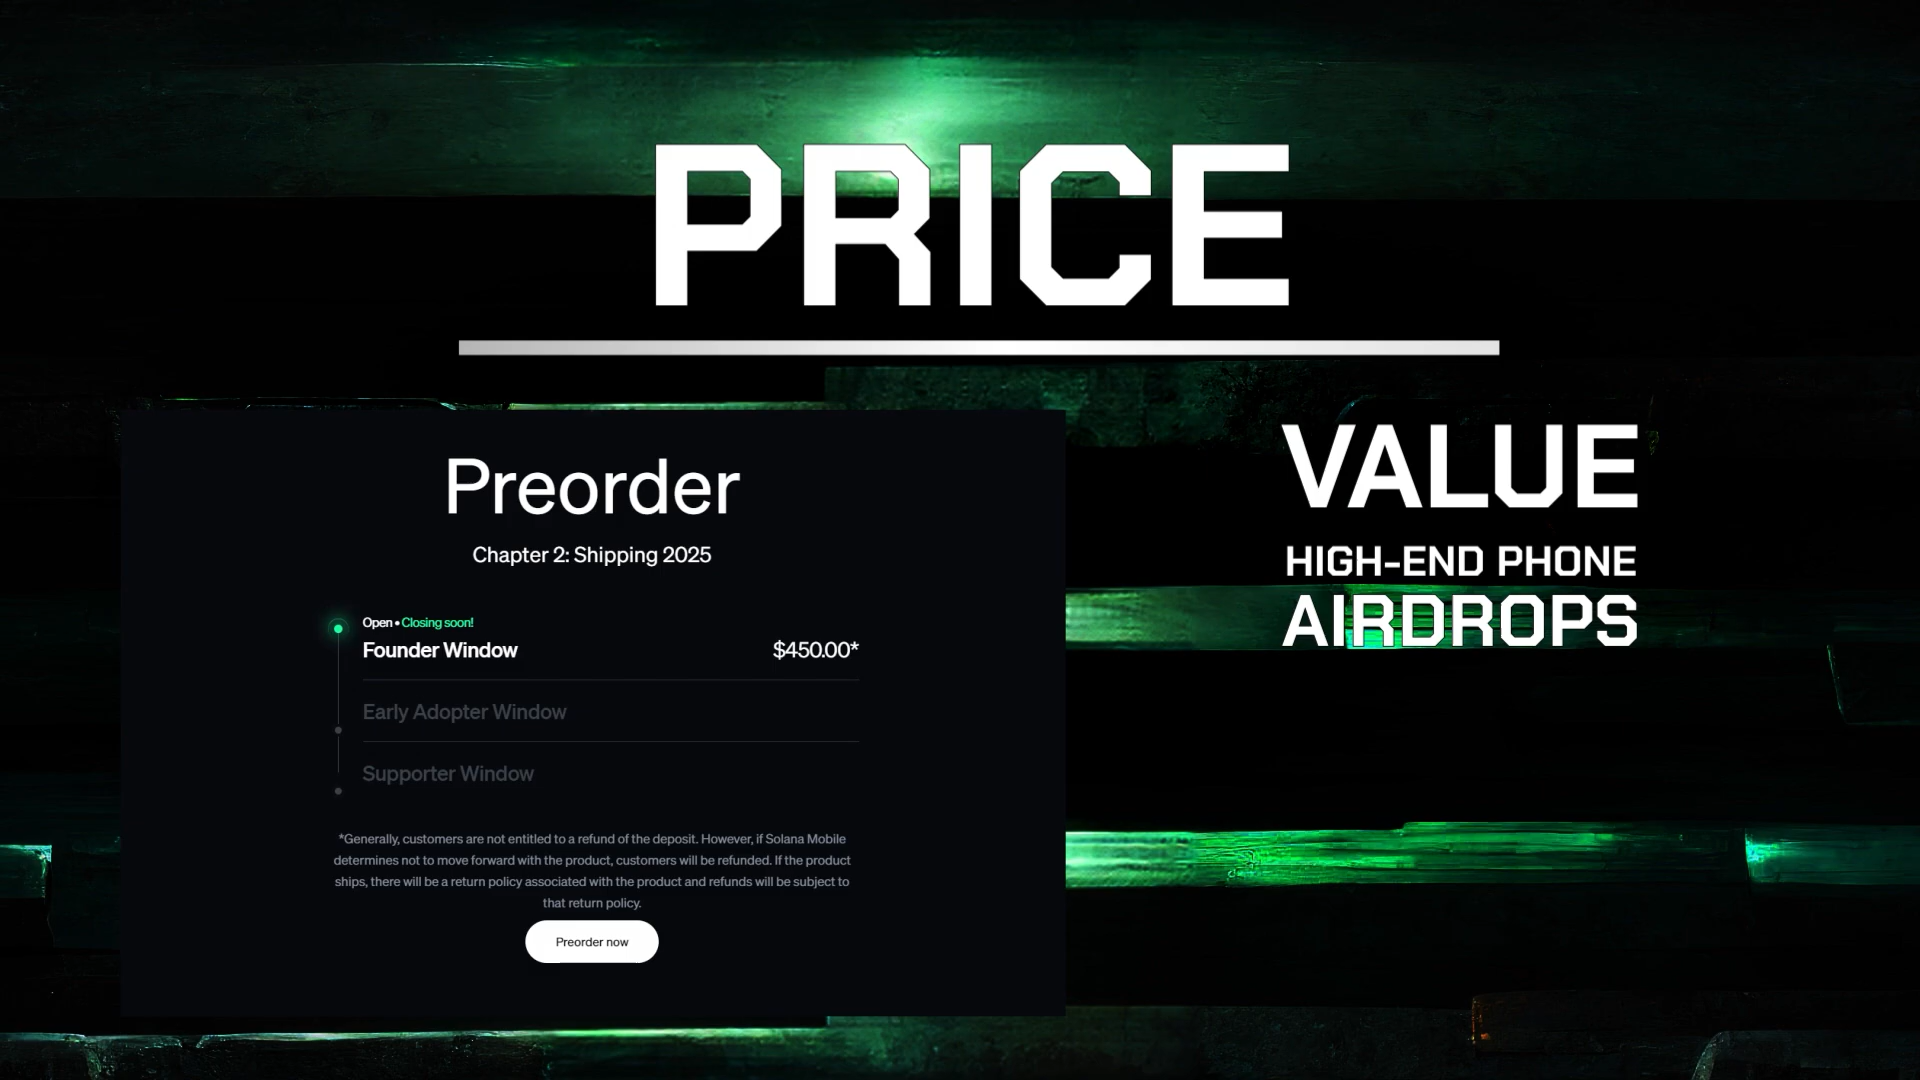 PRICE
Preorder
Chapter 2: Shipping 2025
Open • Closing soon!
Founder Window $450.00*
Early Adopter Window
Supporter Window
*Generally, customers are not entitled to a refund of the deposit. However, if Solana Mobile
determines not to move forward with the product, customers will be refunded. If the product
ships, there will be a return policy associated with the product and refunds will be subject to
that return policy.
Preorder now
VALUE
HIGH-END PHONE
AIRDROPS